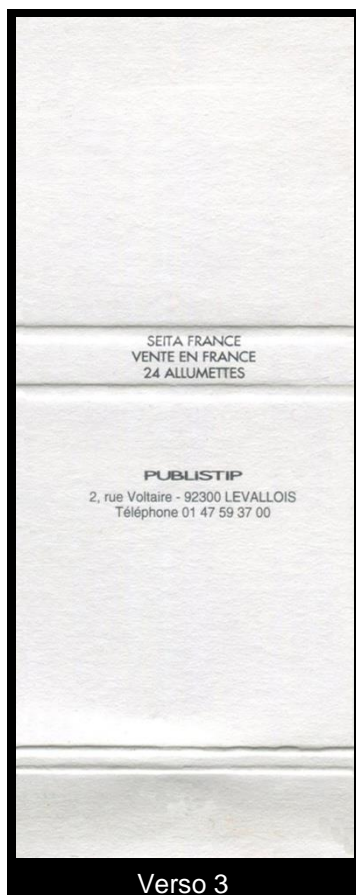 SEITA FRANCE
VENTE EN FRANCE
24 ALLUMETTES
PUBLISTIP
2, rue Voltaire - 92300 LEVALLOIS
Téléphone 01 47 59 37 00
Verso 3